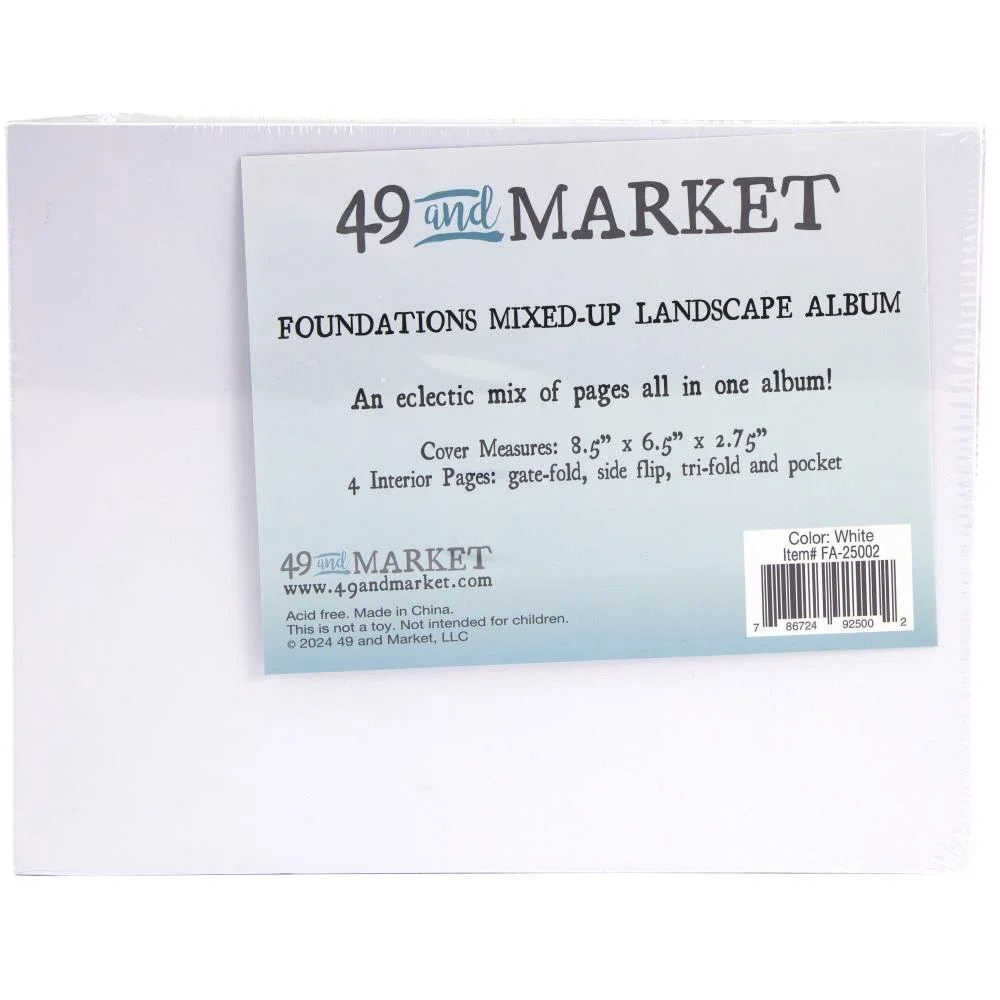 49 and MARKET
FOUNDATIONS MIXED-UP LANDSCAPE ALBUM
An eclectic mix of pages all in one album!
Cover Measures: 8.5” x 6.5” x 2.75”
4 Interior Pages: gate-fold, side flip, tri-fold and pocket
49 and MARKET
www.49andmarket.com
Acid free. Made in China.
This is not a toy. Not intended for children.
© 2024 49 and Market, LLC
Color: White
Item# FA-25002
7 86724 92500 2